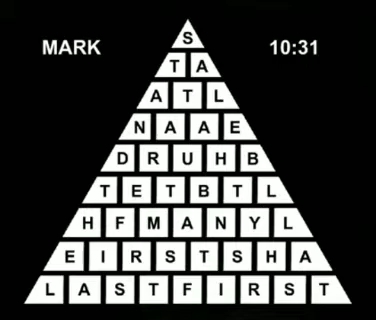 MARK 10:31
S
T A
A T L
N A A E
D R U H B
T E T B T L
H F M A N Y L
E I R S T S H A
L A S T F I R S T